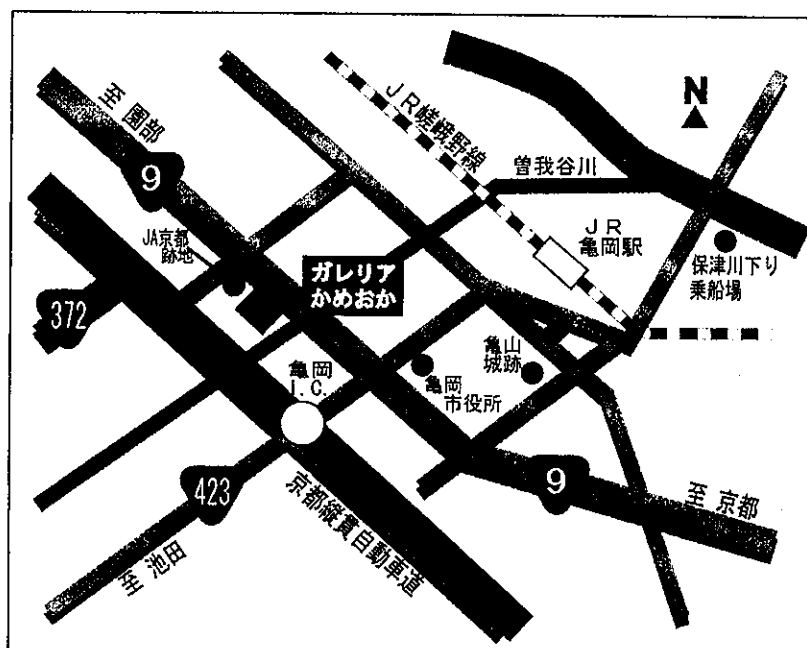 至 園部
9
JR嵯峨野線
N
曽我谷川
JR
亀岡駅
保津川下り
乗船場
JA京都
跡地
ガレリア
かめおか
372
亀岡
I.C.
亀山
城跡
亀岡
市役所
423
9
至 京都
京都縦貫自動車道
至 池田